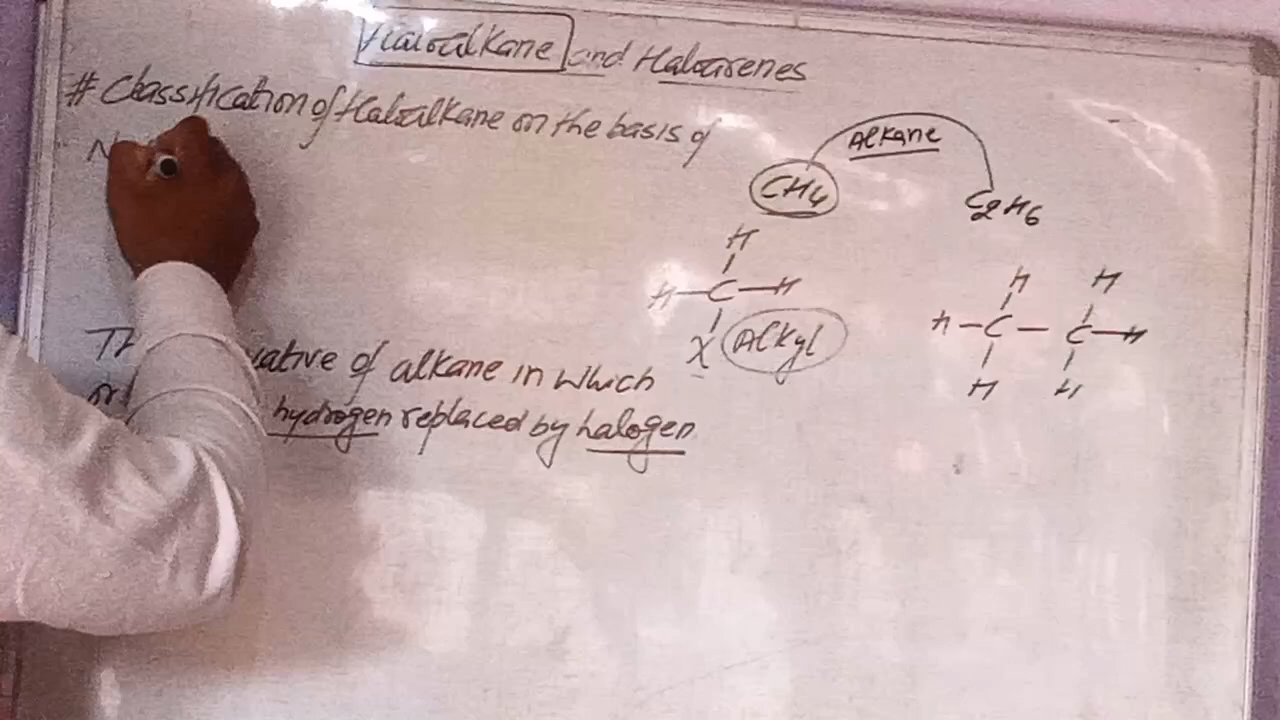 Haloalkane and Haloarenes
# Classification of Haloalkane on the basis of
N
Alkane
CH4
C2H6
H
H—C—H
X Alkyl
H H
H—C—C—H
H H
vative of alkane in which
hydrogen replaced by halogen